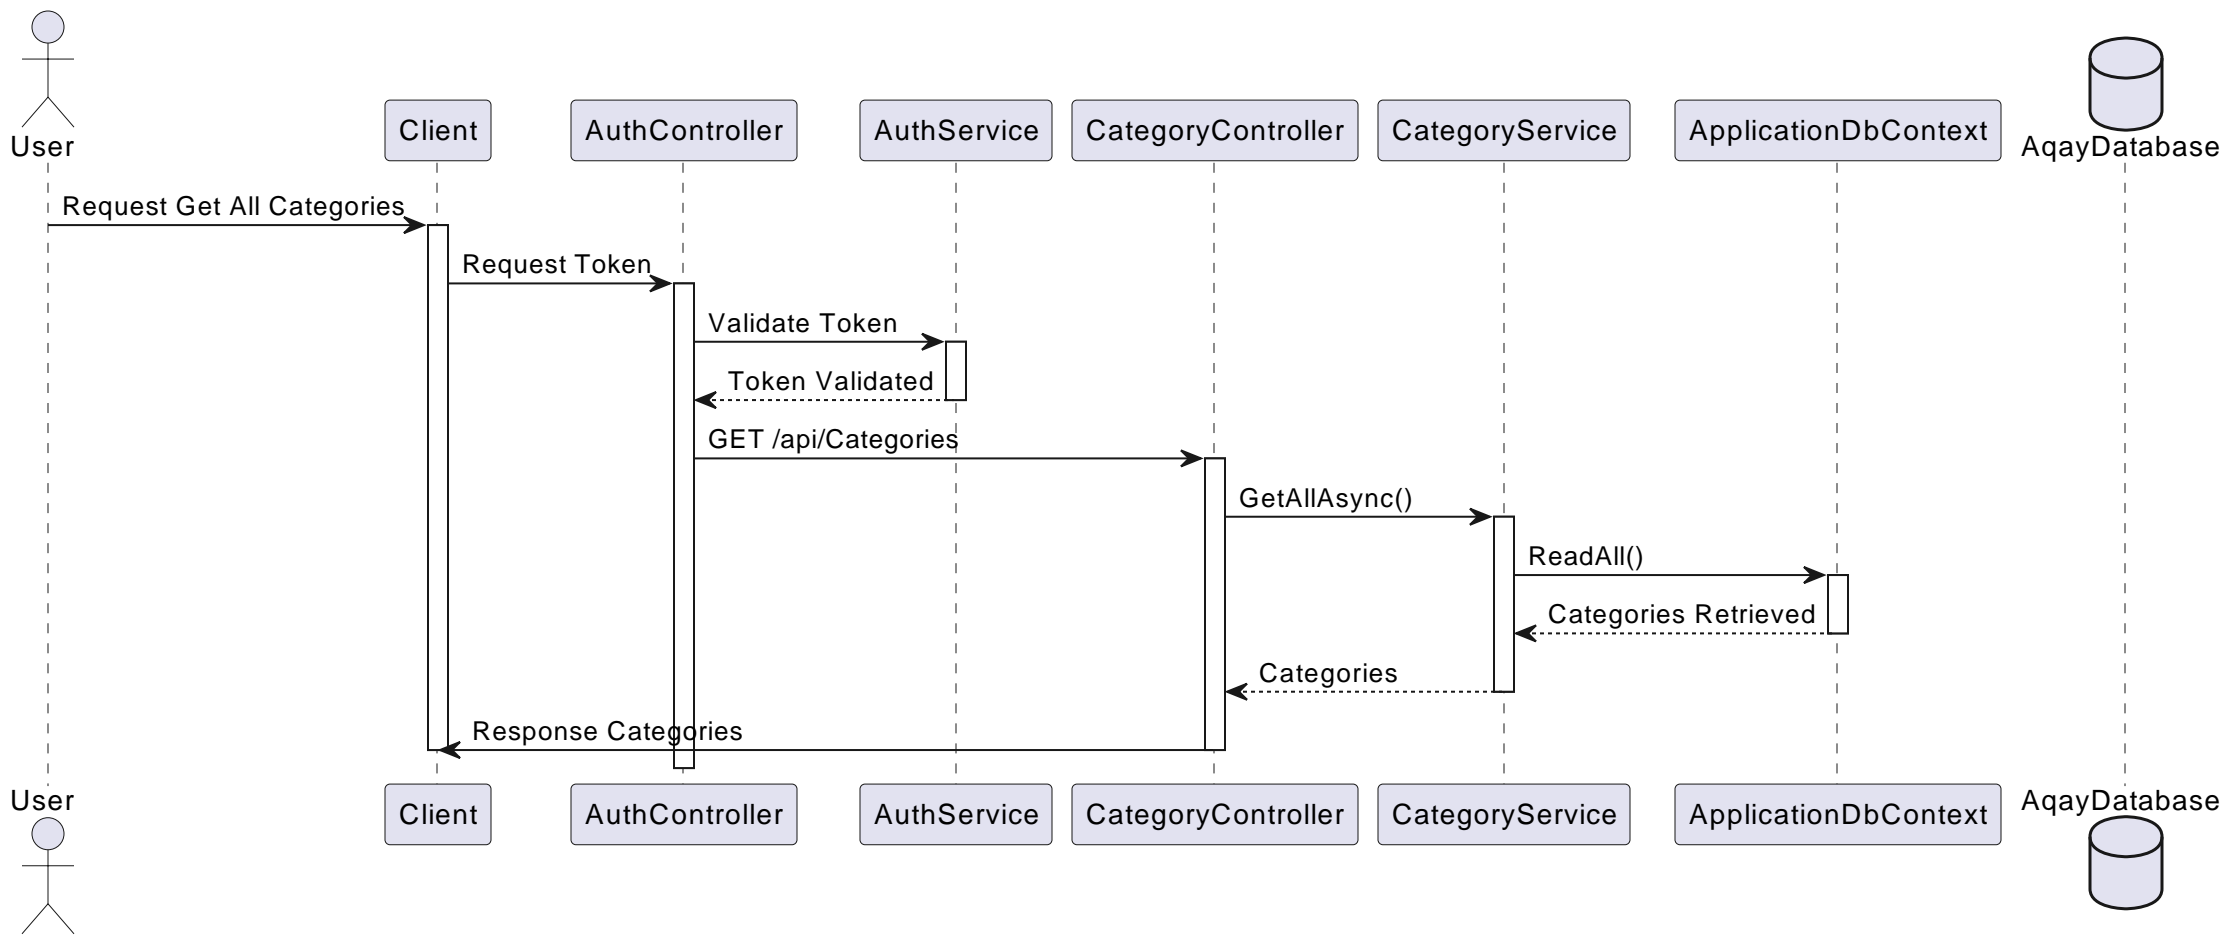 User
Client
AuthController
AuthService
CategoryController
CategoryService
ApplicationDbContext
AqayDatabase
Request Get All Categories
Request Token
Validate Token
Token Validated
GET /api/Categories
GetAllAsync()
ReadAll()
Categories Retrieved
Categories
Response Categories
User
Client
AuthController
AuthService
CategoryController
CategoryService
ApplicationDbContext
AqayDatabase